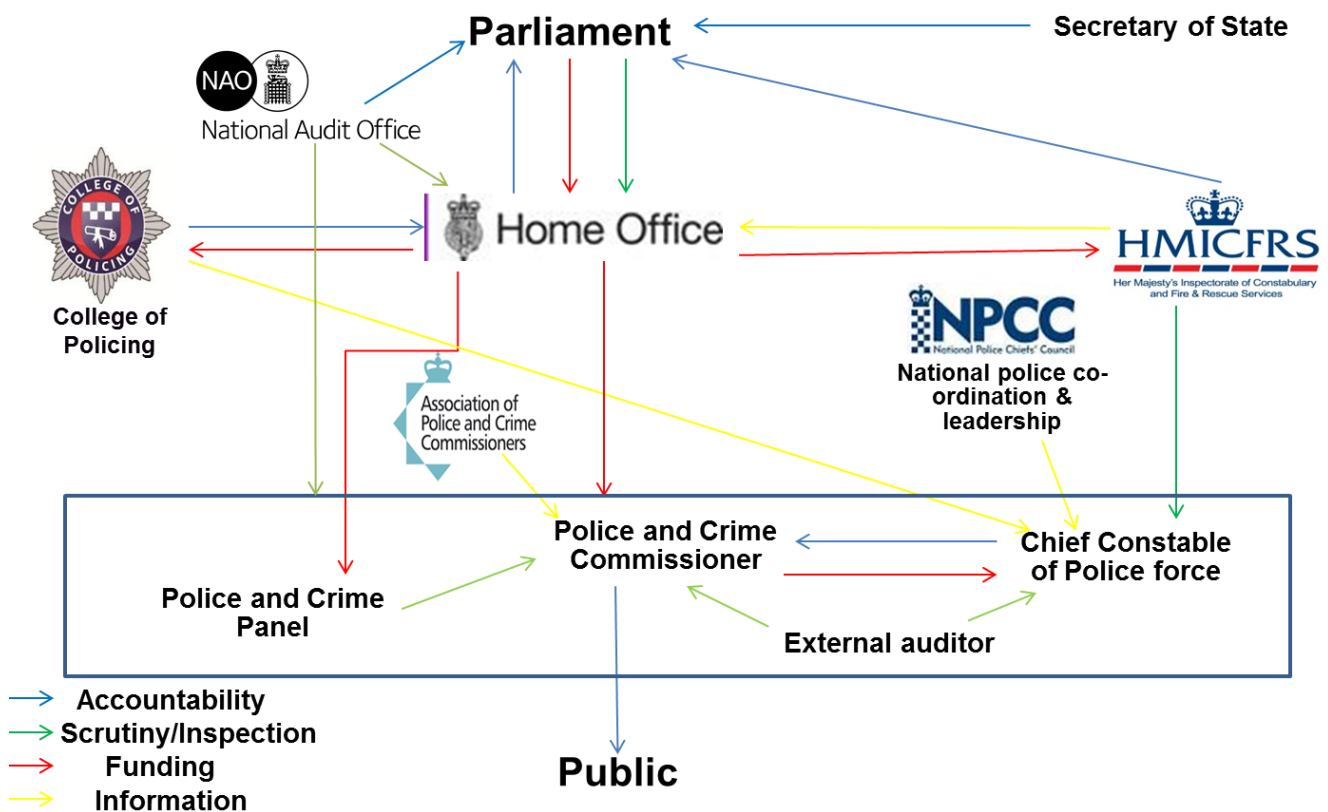 Parliament
Secretary of State
NAO
National Audit Office
COLLEGE OF
POLICING
College of
Policing
Home Office
HMICFRS
Her Majesty's Inspectorate of Constabulary
and Fire & Rescue Services
NPCC
National Police Chiefs' Council
National police co-
ordination &
leadership
Association of
Police and Crime
Commissioners
Police and Crime
Commissioner
Chief Constable
of Police force
Police and Crime
Panel
External auditor
Accountability
Scrutiny/Inspection
Funding
Information
Public